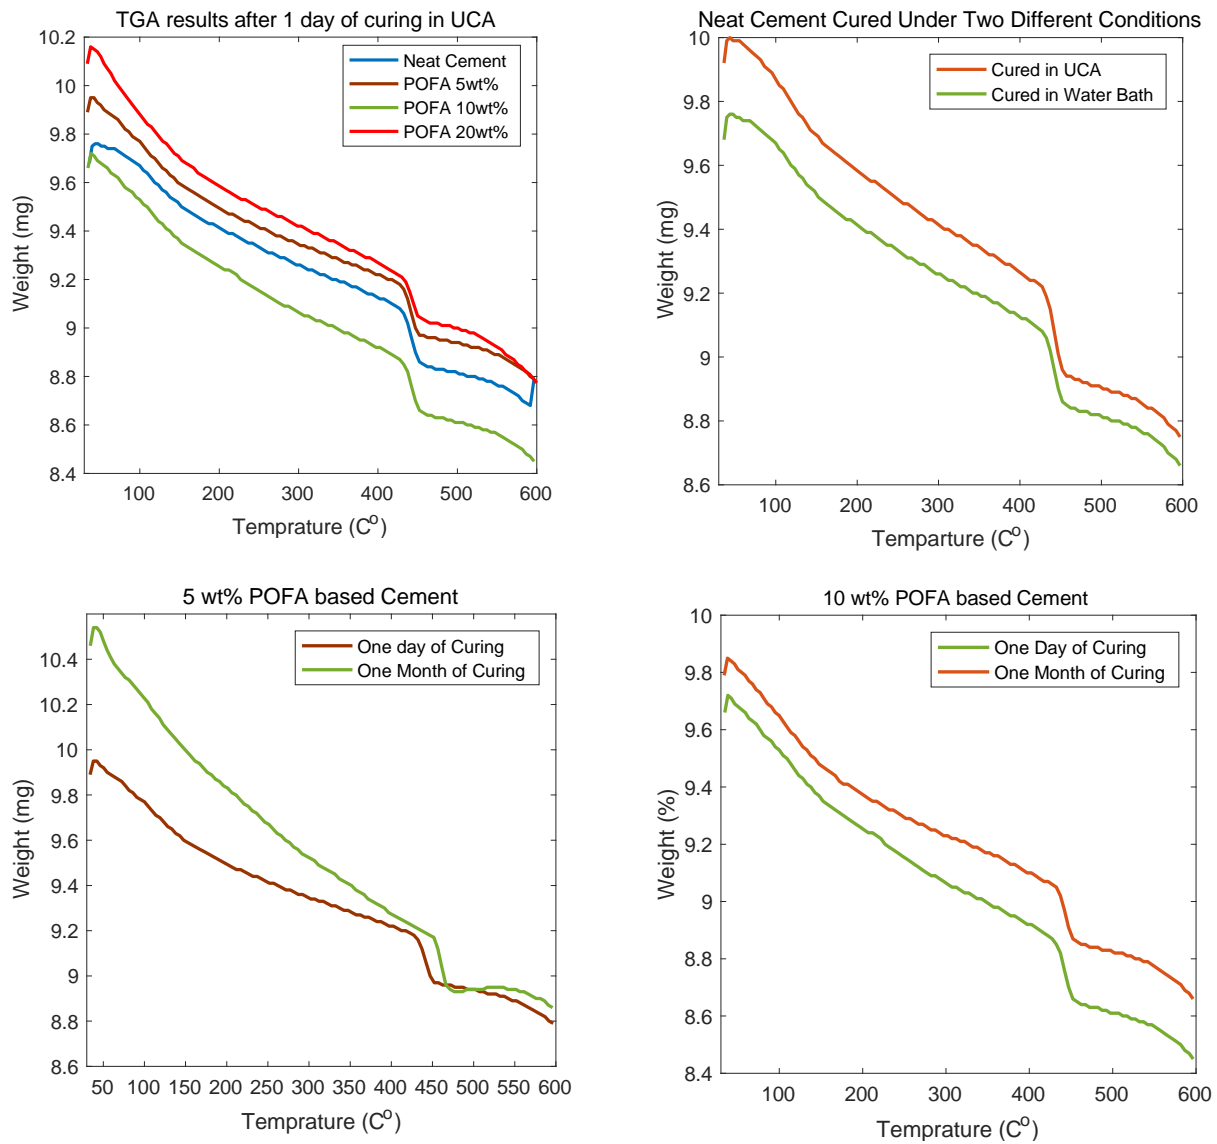 TGA results after 1 day of curing in UCA
10.2
10
9.8
9.6
9.4
9.2
9
8.8
8.6
8.4
Weight (mg)
Neat Cement
POFA 5wt%
POFA 10wt%
POFA 20wt%
100 200 300 400 500 600
Temprature (C⁰)
Neat Cement Cured Under Two Different Conditions
10
9.8
9.6
9.4
9.2
9
8.8
8.6
Weight (mg)
Cured in UCA
Cured in Water Bath
100 200 300 400 500 600
Temparture (C⁰)
5 wt% POFA based Cement
10.4
10.2
10
9.8
9.6
9.4
9.2
9
8.8
8.6
Weight (mg)
One day of Curing
One Month of Curing
50 100 150 200 250 300 350 400 450 500 550 600
Temprature (C⁰)
10 wt% POFA based Cement
10
9.8
9.6
9.4
9.2
9
8.8
8.6
8.4
Weight (%)
One Day of Curing
One Month of Curing
100 200 300 400 500 600
Temprature (C⁰)